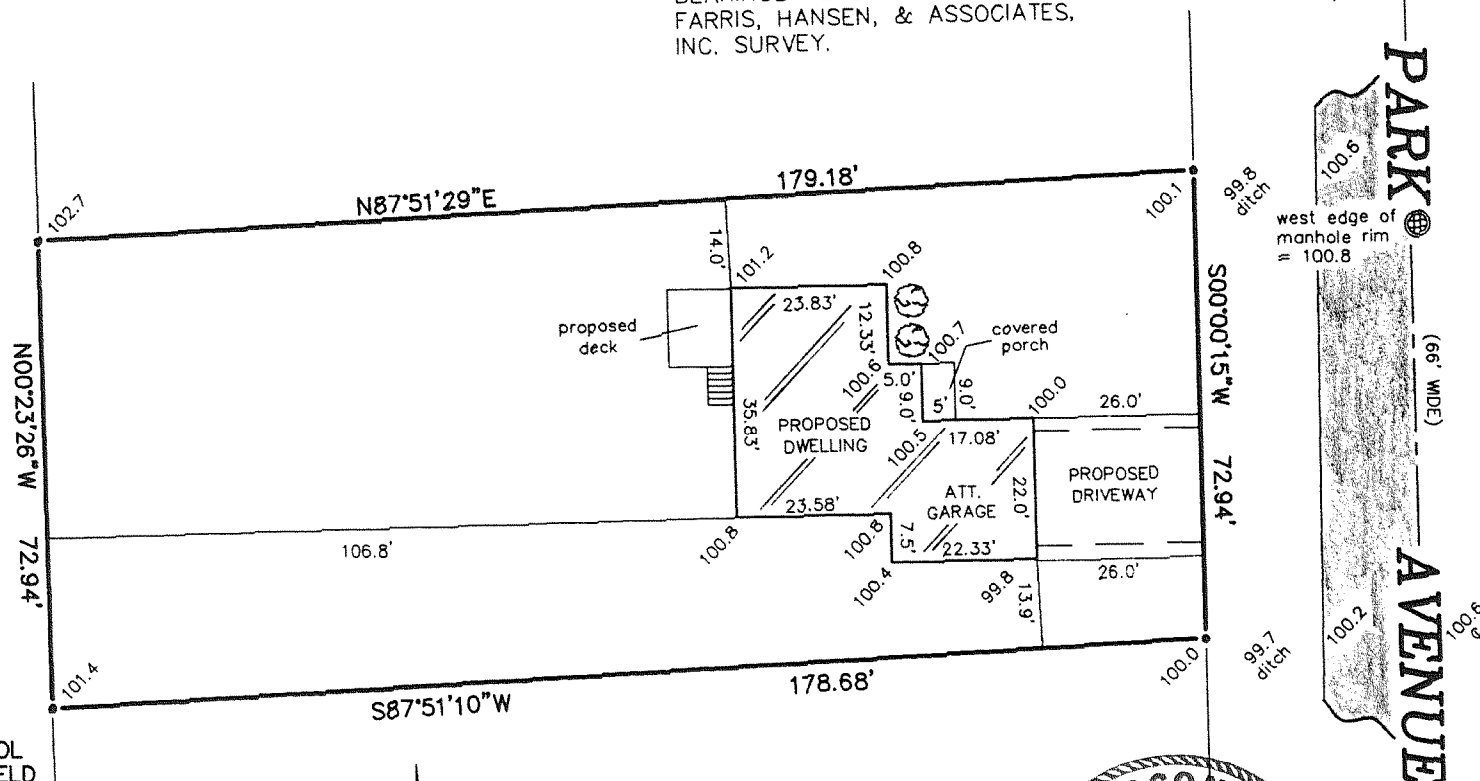 FARRIS, HANSEN, & ASSOCIATES,
INC. SURVEY.
PARK
AVENUE
(66' WIDE)
N87°51'29"E
179.18'
102.7
100.1
99.8
ditch
100.6
west edge of
manhole rim
= 100.8
14.0'
101.2
100.8
23.83'
12.33'
proposed
deck
100.7
covered
porch
100.6
5.0'
9.0'
5'
9.0'
100.0
26.0'
S00°00'15"W
72.94'
N00°23'26"W
72.94'
35.83'
PROPOSED
DWELLING
100.5
17.08'
ATT.
GARAGE
22.0'
PROPOSED
DRIVEWAY
23.58'
106.8'
100.8
100.8
7.5'
22.33'
26.0'
100.4
99.8
13.9'
101.4
S87°51'10"W
178.68'
100.0
99.7
ditch
100.2
100.6